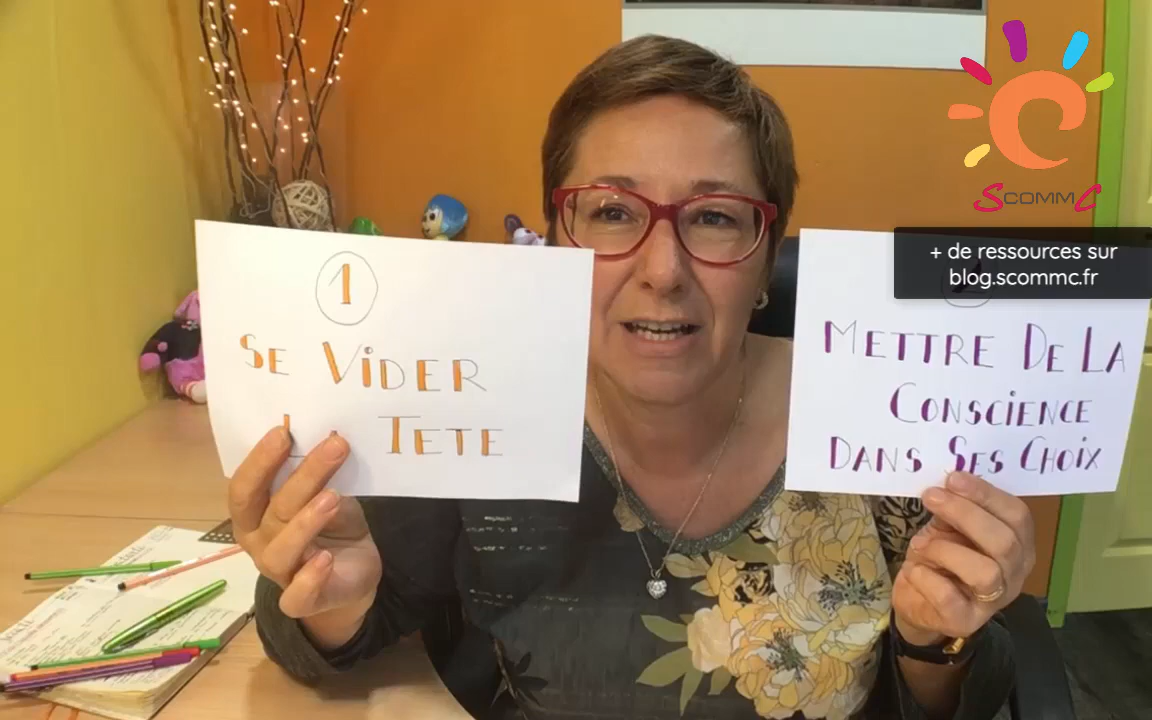 1
SE ViDER
TETE
METTRE DE LA
CONSCiENCE
DANS SES CHOiX
SCOMMC
+ de ressources sur
blog.scommc.fr